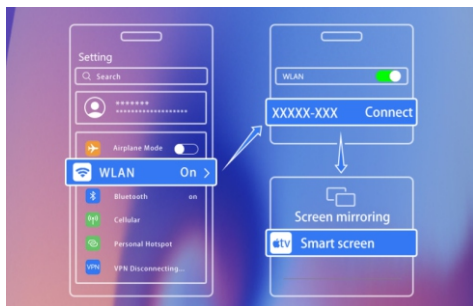 Setting
Search
*******
******************
Airplane Mode
WLAN On >
Bluetooth on
Cellular
Personal Hotspot
VPN VPN Disconnecting...
WLAN
XXXXX-XXX Connect
Screen mirroring
tv Smart screen